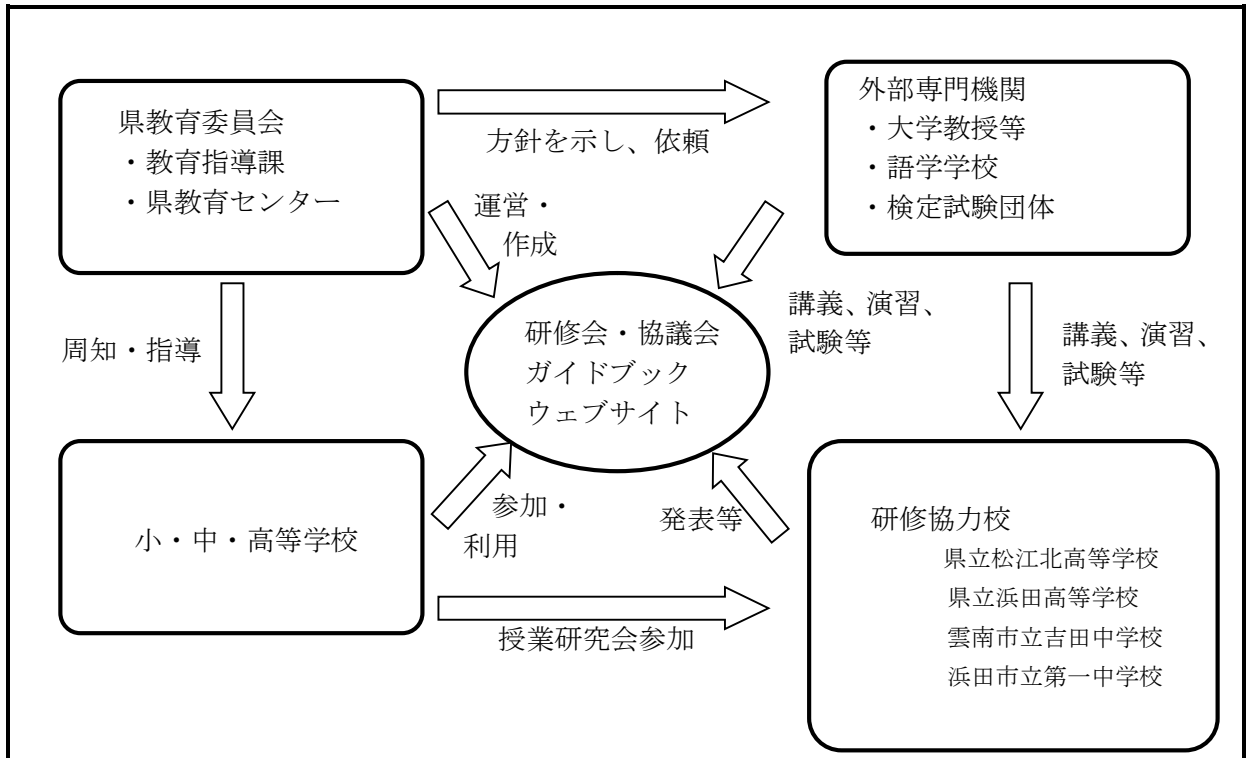 県教育委員会
・教育指導課
・県教育センター
方針を示し、依頼
外部専門機関
・大学教授等
・語学学校
・検定試験団体
運営・
作成
周知・指導
研修会・協議会
ガイドブック
ウェブサイト
講義、演習、
試験等
講義、演習、
試験等
小・中・高等学校
参加・
利用
発表等
授業研究会参加
研修協力校
県立松江北高等学校
県立浜田高等学校
雲南市立吉田中学校
浜田市立第一中学校